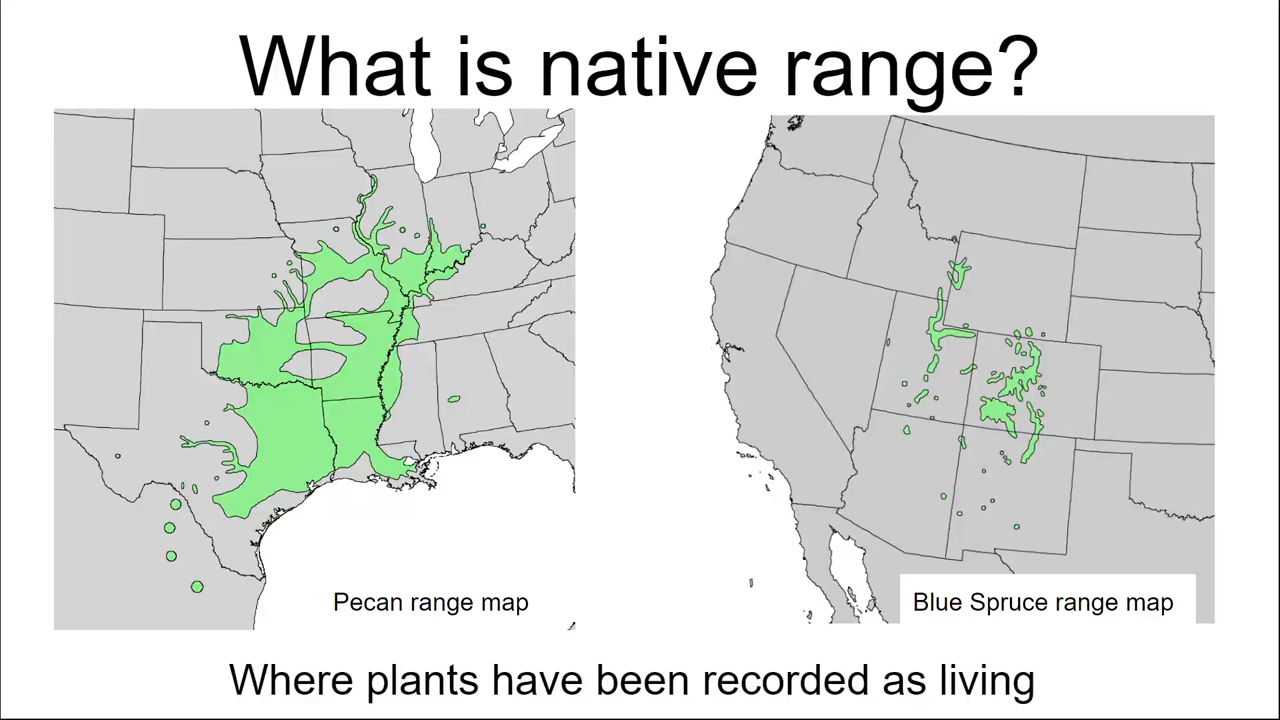 What is native range?
Pecan range map
Blue Spruce range map
Where plants have been recorded as living